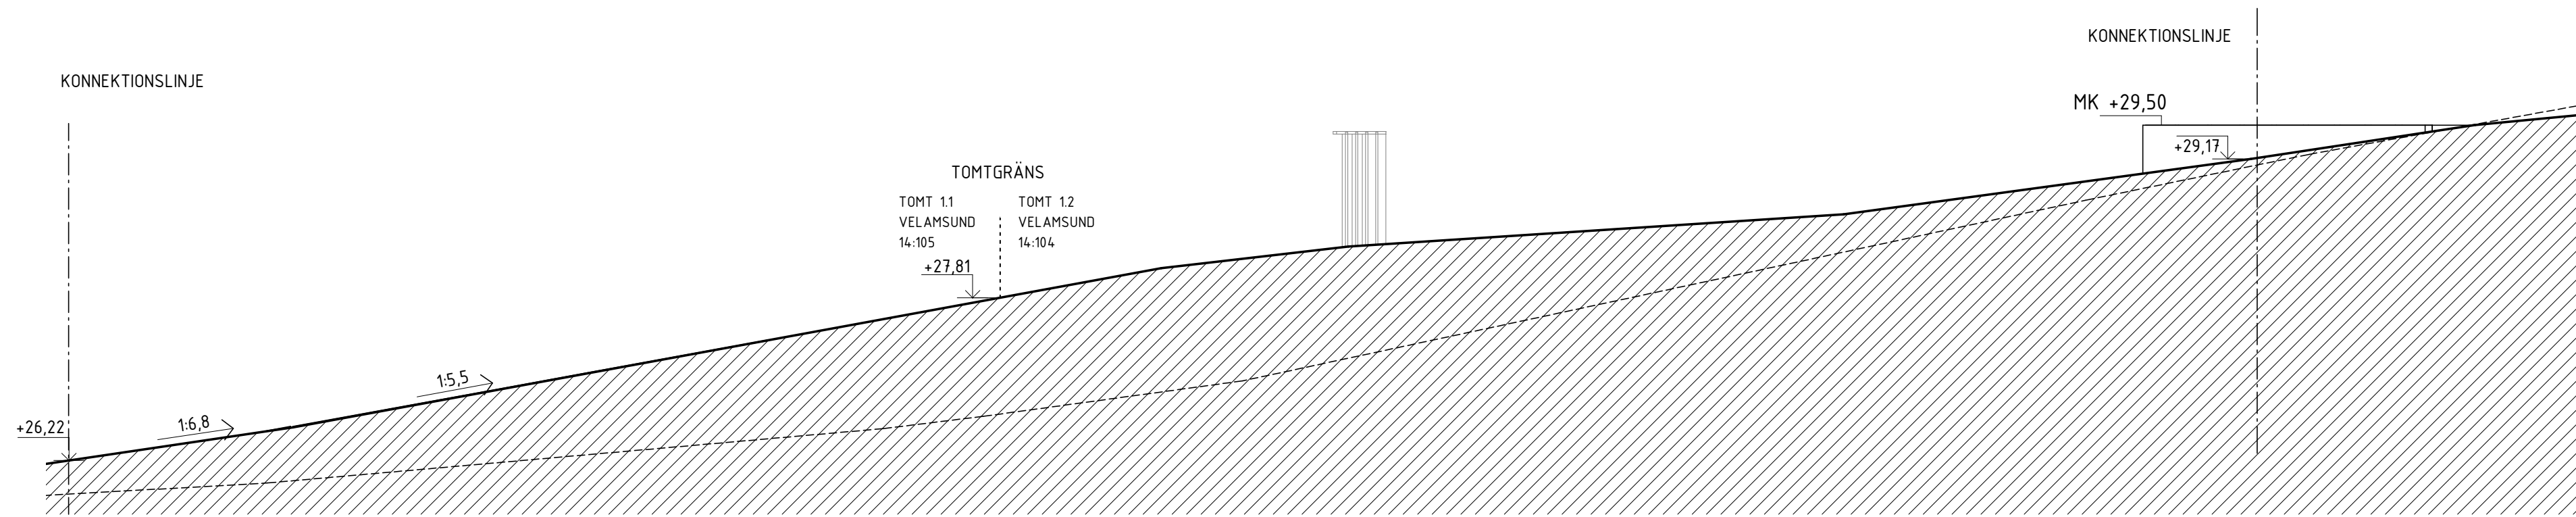 KONNEKTIONSLINJE
KONNEKTIONSLINJE
MK +29,50
+29,17
TOMTGRÄNS
TOMT 1.1
VELAMSUND
14:105
TOMT 1.2
VELAMSUND
14:104
+27,81
1:5,5
1:6,8
+26,22